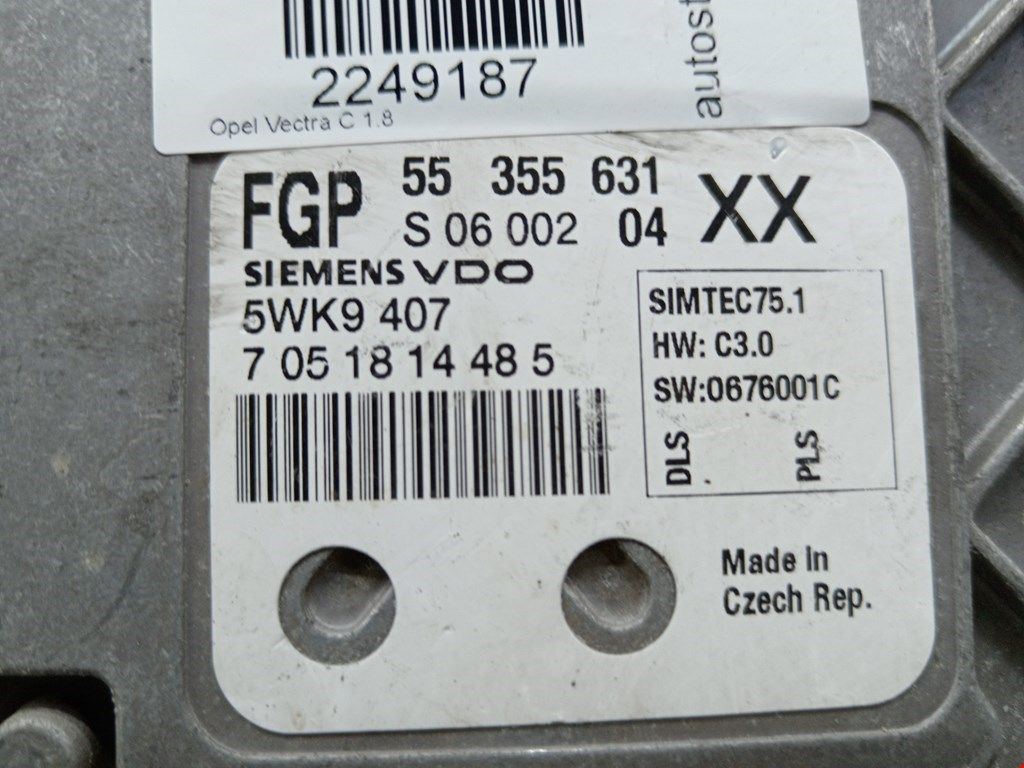 2249187
Opel Vectra C 1.8
autost
FGP 55 355 631 XX
S 06 002 04
SIEMENS VDO
5WK9 407
7 05 18 14 48 5
SIMTEC75.1
HW: C3.0
SW:0676001C
DLS PLS
Made In
Czech Rep.